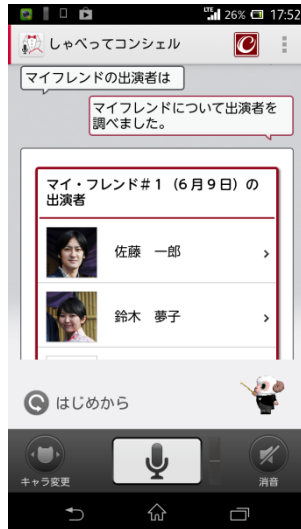 LTE 26% 17:52
しゃべってコンシェル
マイフレンドの出演者は
マイフレンドについて出演者を
調べました。
マイ・フレンド＃１（６月９日）の
出演者
佐藤　一郎
鈴木　夢子
はじめから
キャラ変更
消音